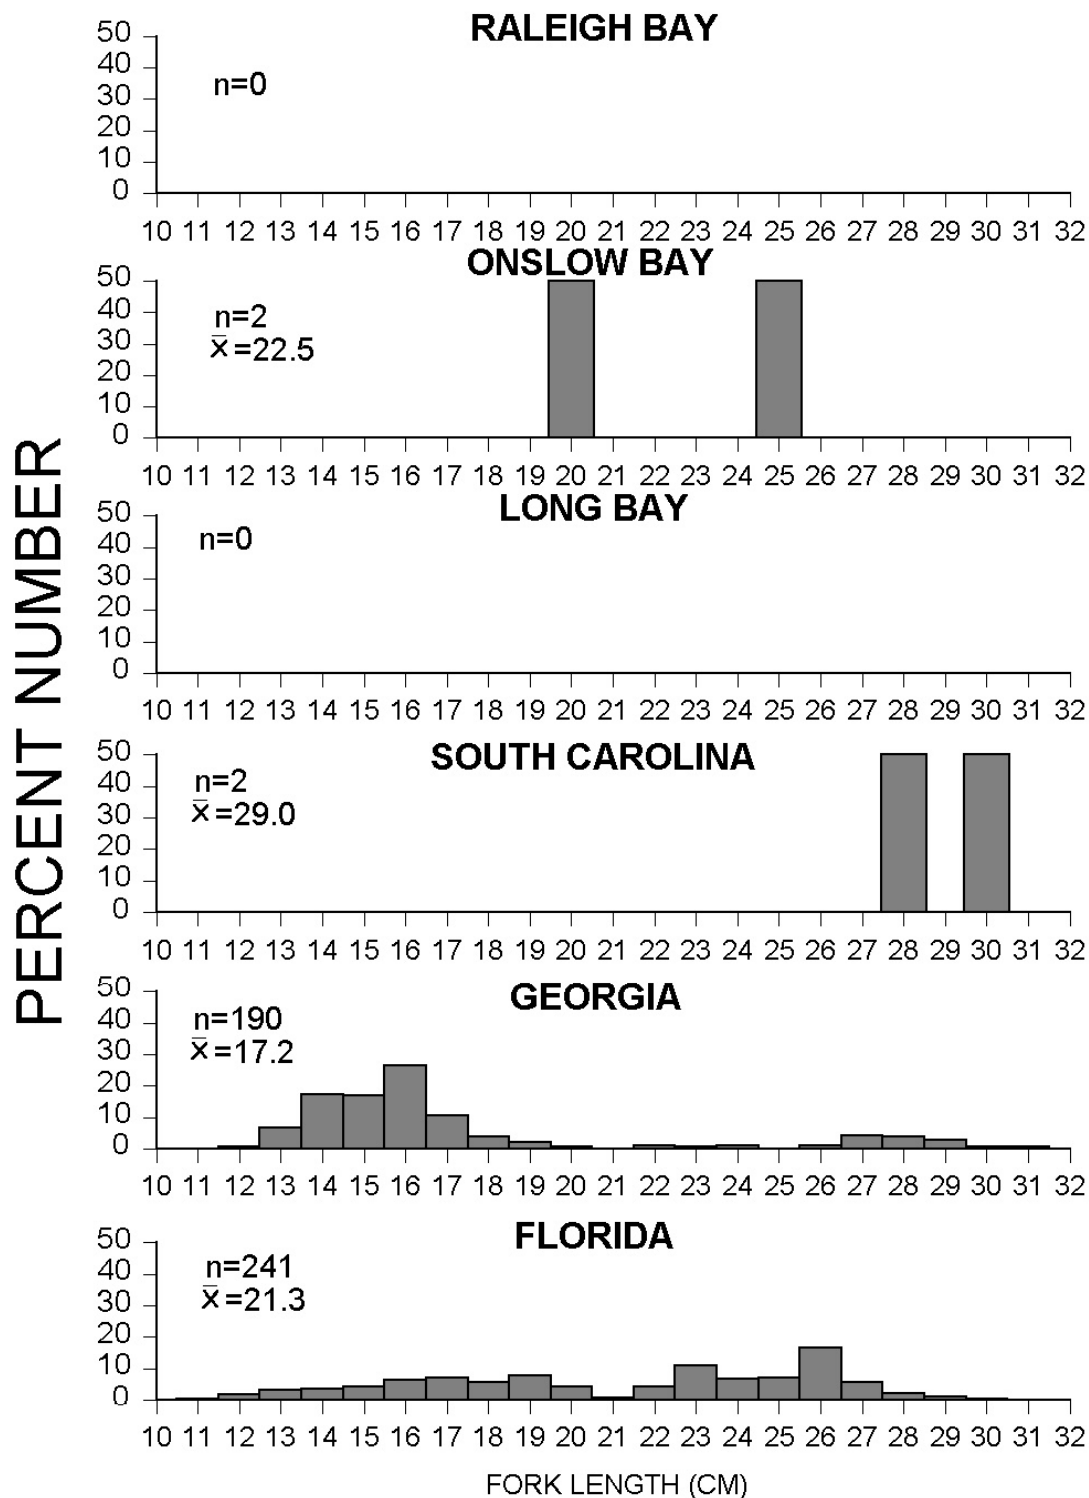 PERCENT NUMBER
RALEIGH BAY
n=0
50
40
30
20
10
0
10 11 12 13 14 15 16 17 18 19 20 21 22 23 24 25 26 27 28 29 30 31 32
ONSLOW BAY
n=2
x̄=22.5
50
40
30
20
10
0
10 11 12 13 14 15 16 17 18 19 20 21 22 23 24 25 26 27 28 29 30 31 32
LONG BAY
n=0
50
40
30
20
10
0
10 11 12 13 14 15 16 17 18 19 20 21 22 23 24 25 26 27 28 29 30 31 32
SOUTH CAROLINA
n=2
x̄=29.0
50
40
30
20
10
0
10 11 12 13 14 15 16 17 18 19 20 21 22 23 24 25 26 27 28 29 30 31 32
GEORGIA
n=190
x̄=17.2
50
40
30
20
10
0
10 11 12 13 14 15 16 17 18 19 20 21 22 23 24 25 26 27 28 29 30 31 32
FLORIDA
n=241
x̄=21.3
50
40
30
20
10
0
10 11 12 13 14 15 16 17 18 19 20 21 22 23 24 25 26 27 28 29 30 31 32
FORK LENGTH (CM)